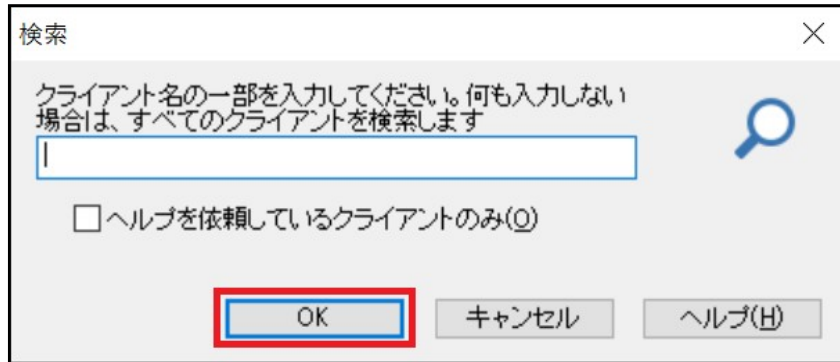 検索
クライアント名の一部を入力してください。何も入力しない
場合は、すべてのクライアントを検索します
ヘルプを依頼しているクライアントのみ(O)
OK
キャンセル
ヘルプ(H)